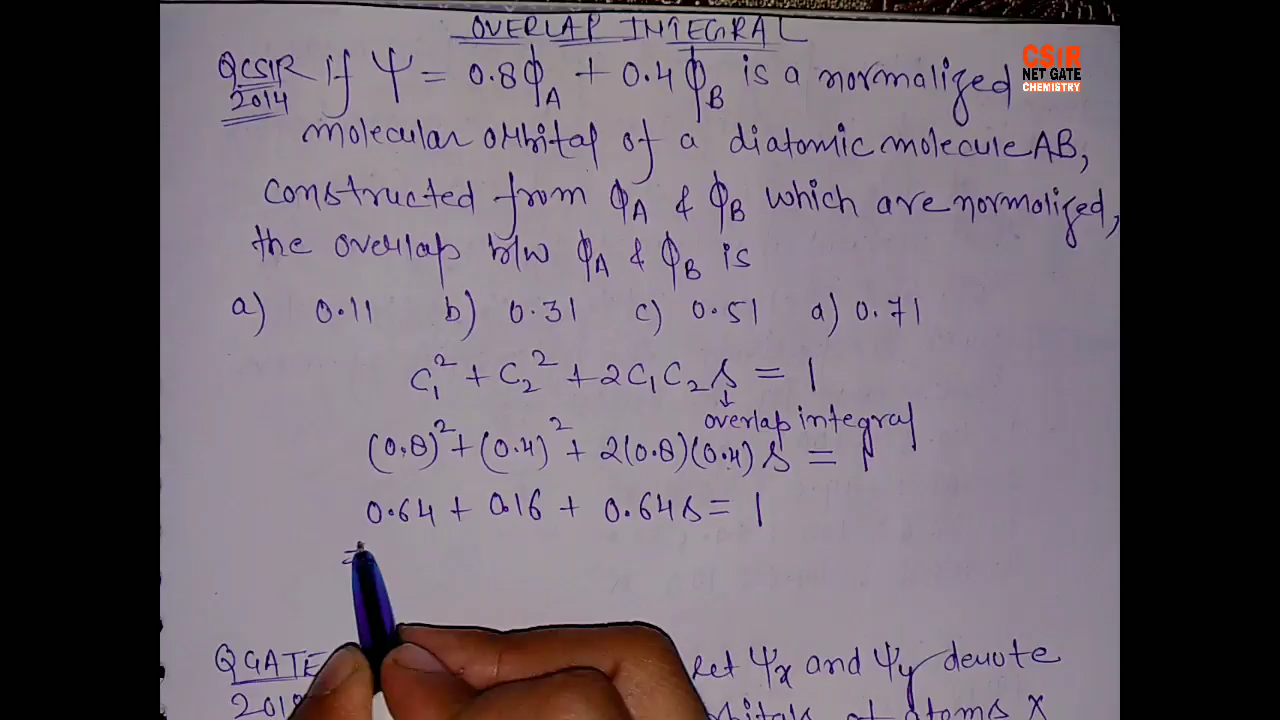 OVERLAP INTEGRAL
Q CSIR 2014 If Ψ = 0.8ϕA + 0.4ϕB is a normalized
CSIR
NET GATE
CHEMISTRY
molecular orbital of a diatomic molecule AB,
constructed from ϕA & ϕB which are normalized,
the overlap b/w ϕA & ϕB is
a) 0.11 b) 0.31 c) 0.51 a) 0.71
C₁² + C₂² + 2C₁C₂S = 1
↓
overlap integral
(0.8)² + (0.4)² + 2(0.8)(0.4)S = 1
0.64 + 0.16 + 0.64S = 1
Q GATE let Ψx and Ψy denote
atoms X